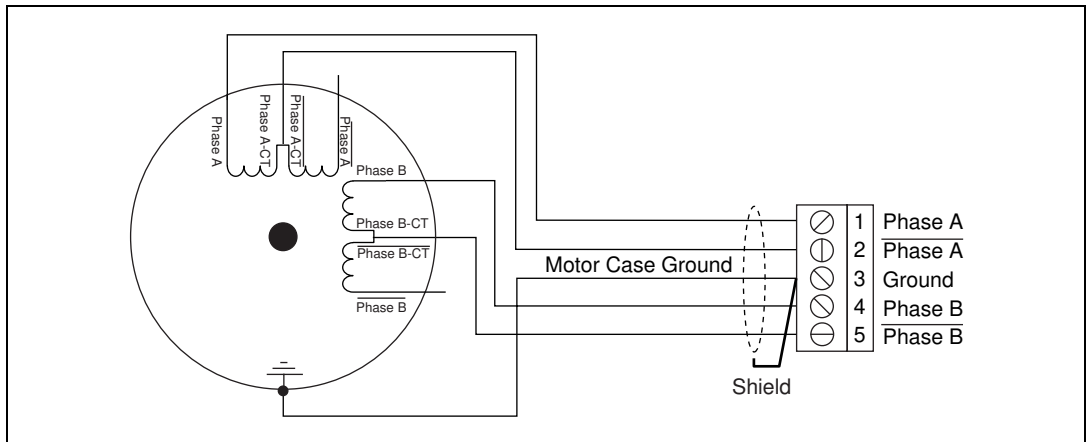 Phase A
Phase A-CT
Phase A-CT
Phase A
Phase B
Phase B-CT
Phase B-CT
Phase B
Motor Case Ground
Shield
1 Phase A
2 Phase A
3 Ground
4 Phase B
5 Phase B